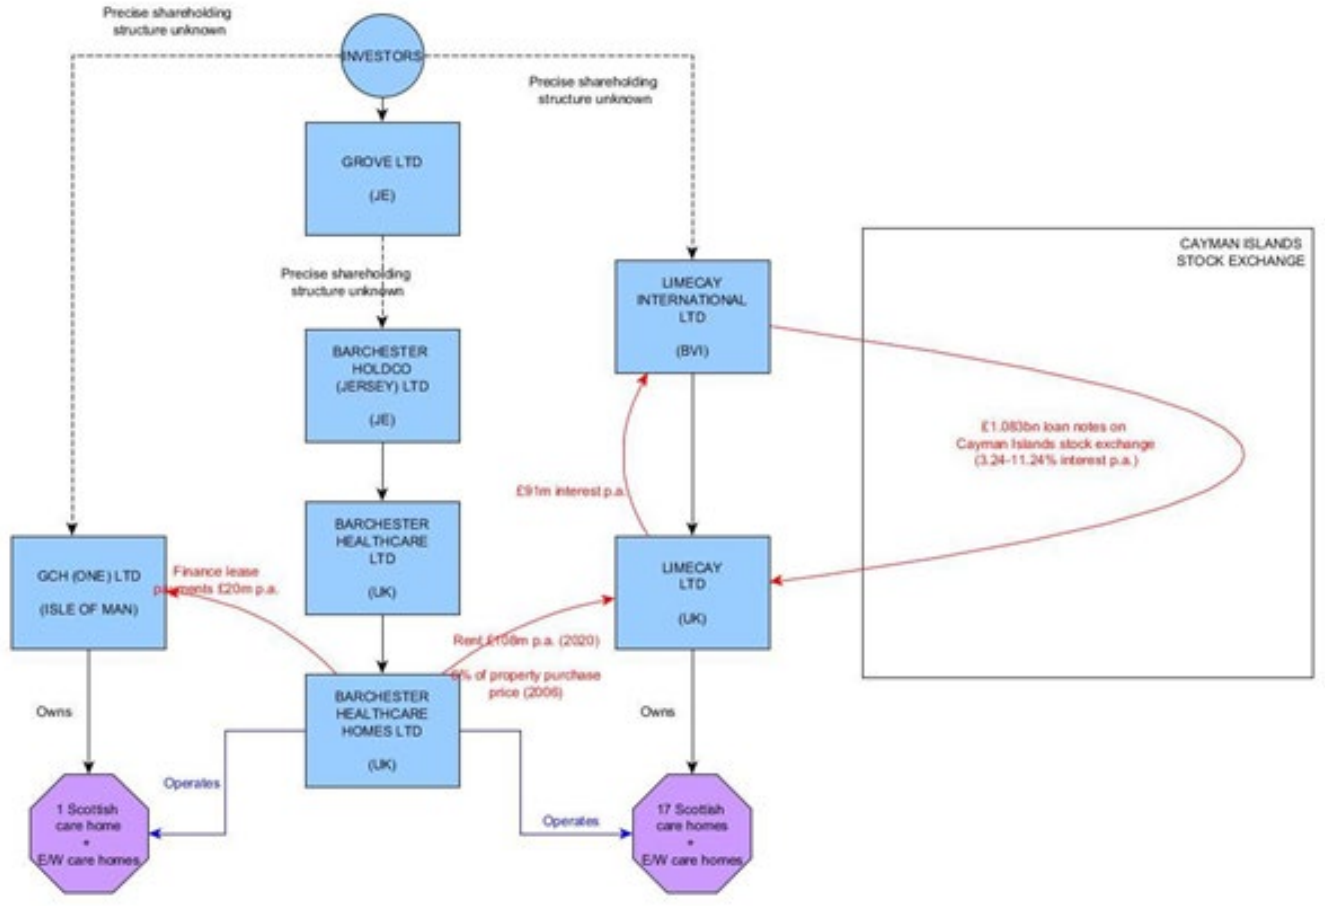 Precise shareholding
structure unknown
INVESTORS
Precise shareholding
structure unknown
GROVE LTD
(JE)
Precise shareholding
structure unknown
CAYMAN ISLANDS
STOCK EXCHANGE
LIMECAY
INTERNATIONAL
LTD
(BVI)
BARCHESTER
HOLDCO
(JERSEY) LTD
(JE)
£1.083bn loan notes on
Cayman Islands stock exchange
(3.24-11.24% interest p.a.)
£91m interest p.a.
BARCHESTER
HEALTHCARE
LTD
(UK)
GCH (ONE) LTD
(ISLE OF MAN)
Finance lease
payments £20m p.a.
LIMECAY
LTD
(UK)
Rent £108m p.a. (2020)
6% of property purchase
price (2006)
BARCHESTER
HEALTHCARE
HOMES LTD
(UK)
Owns
Owns
Operates
Operates
1 Scottish
care home
+
E/W care homes
17 Scottish
care homes
+
E/W care homes